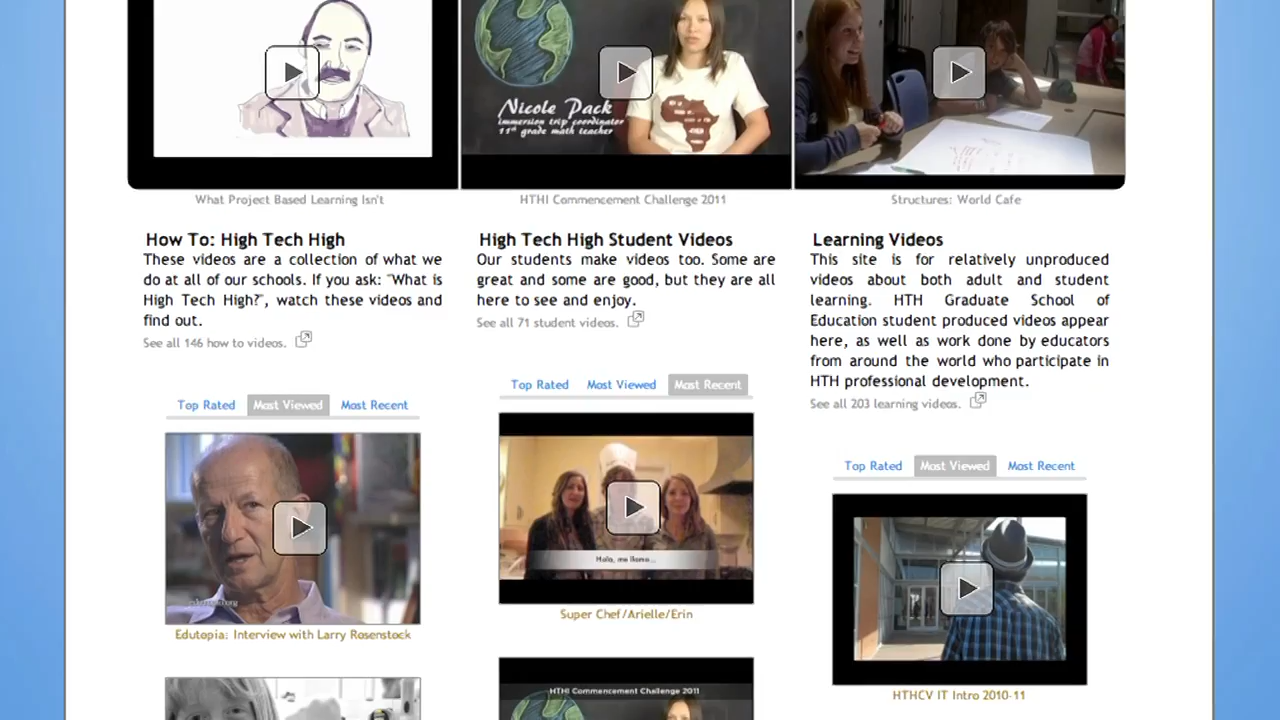 Nicole Pack
immersion trip coordinator
11th grade math teacher
What Project Based Learning Isn't
HTHI Commencement Challenge 2011
Structures: World Cafe
How To: High Tech High
These videos are a collection of what we
do at all of our schools. If you ask: "What is
High Tech High?", watch these videos and
find out.
See all 146 how to videos.
Top Rated Most Viewed Most Recent
Edutopia: Interview with Larry Rosenstock
High Tech High Student Videos
Our students make videos too. Some are
great and some are good, but they are all
here to see and enjoy.
See all 71 student videos.
Top Rated Most Viewed Most Recent
Hola, me llamo...
Super Chef/Arielle/Erin
HTHI Commencement Challenge 2011
Learning Videos
This site is for relatively unproduced
videos about both adult and student
learning. HTH Graduate School of
Education student produced videos appear
here, as well as work done by educators
from around the world who participate in
HTH professional development.
See all 203 learning videos.
Top Rated Most Viewed Most Recent
HTHCV IT Intro 2010-11